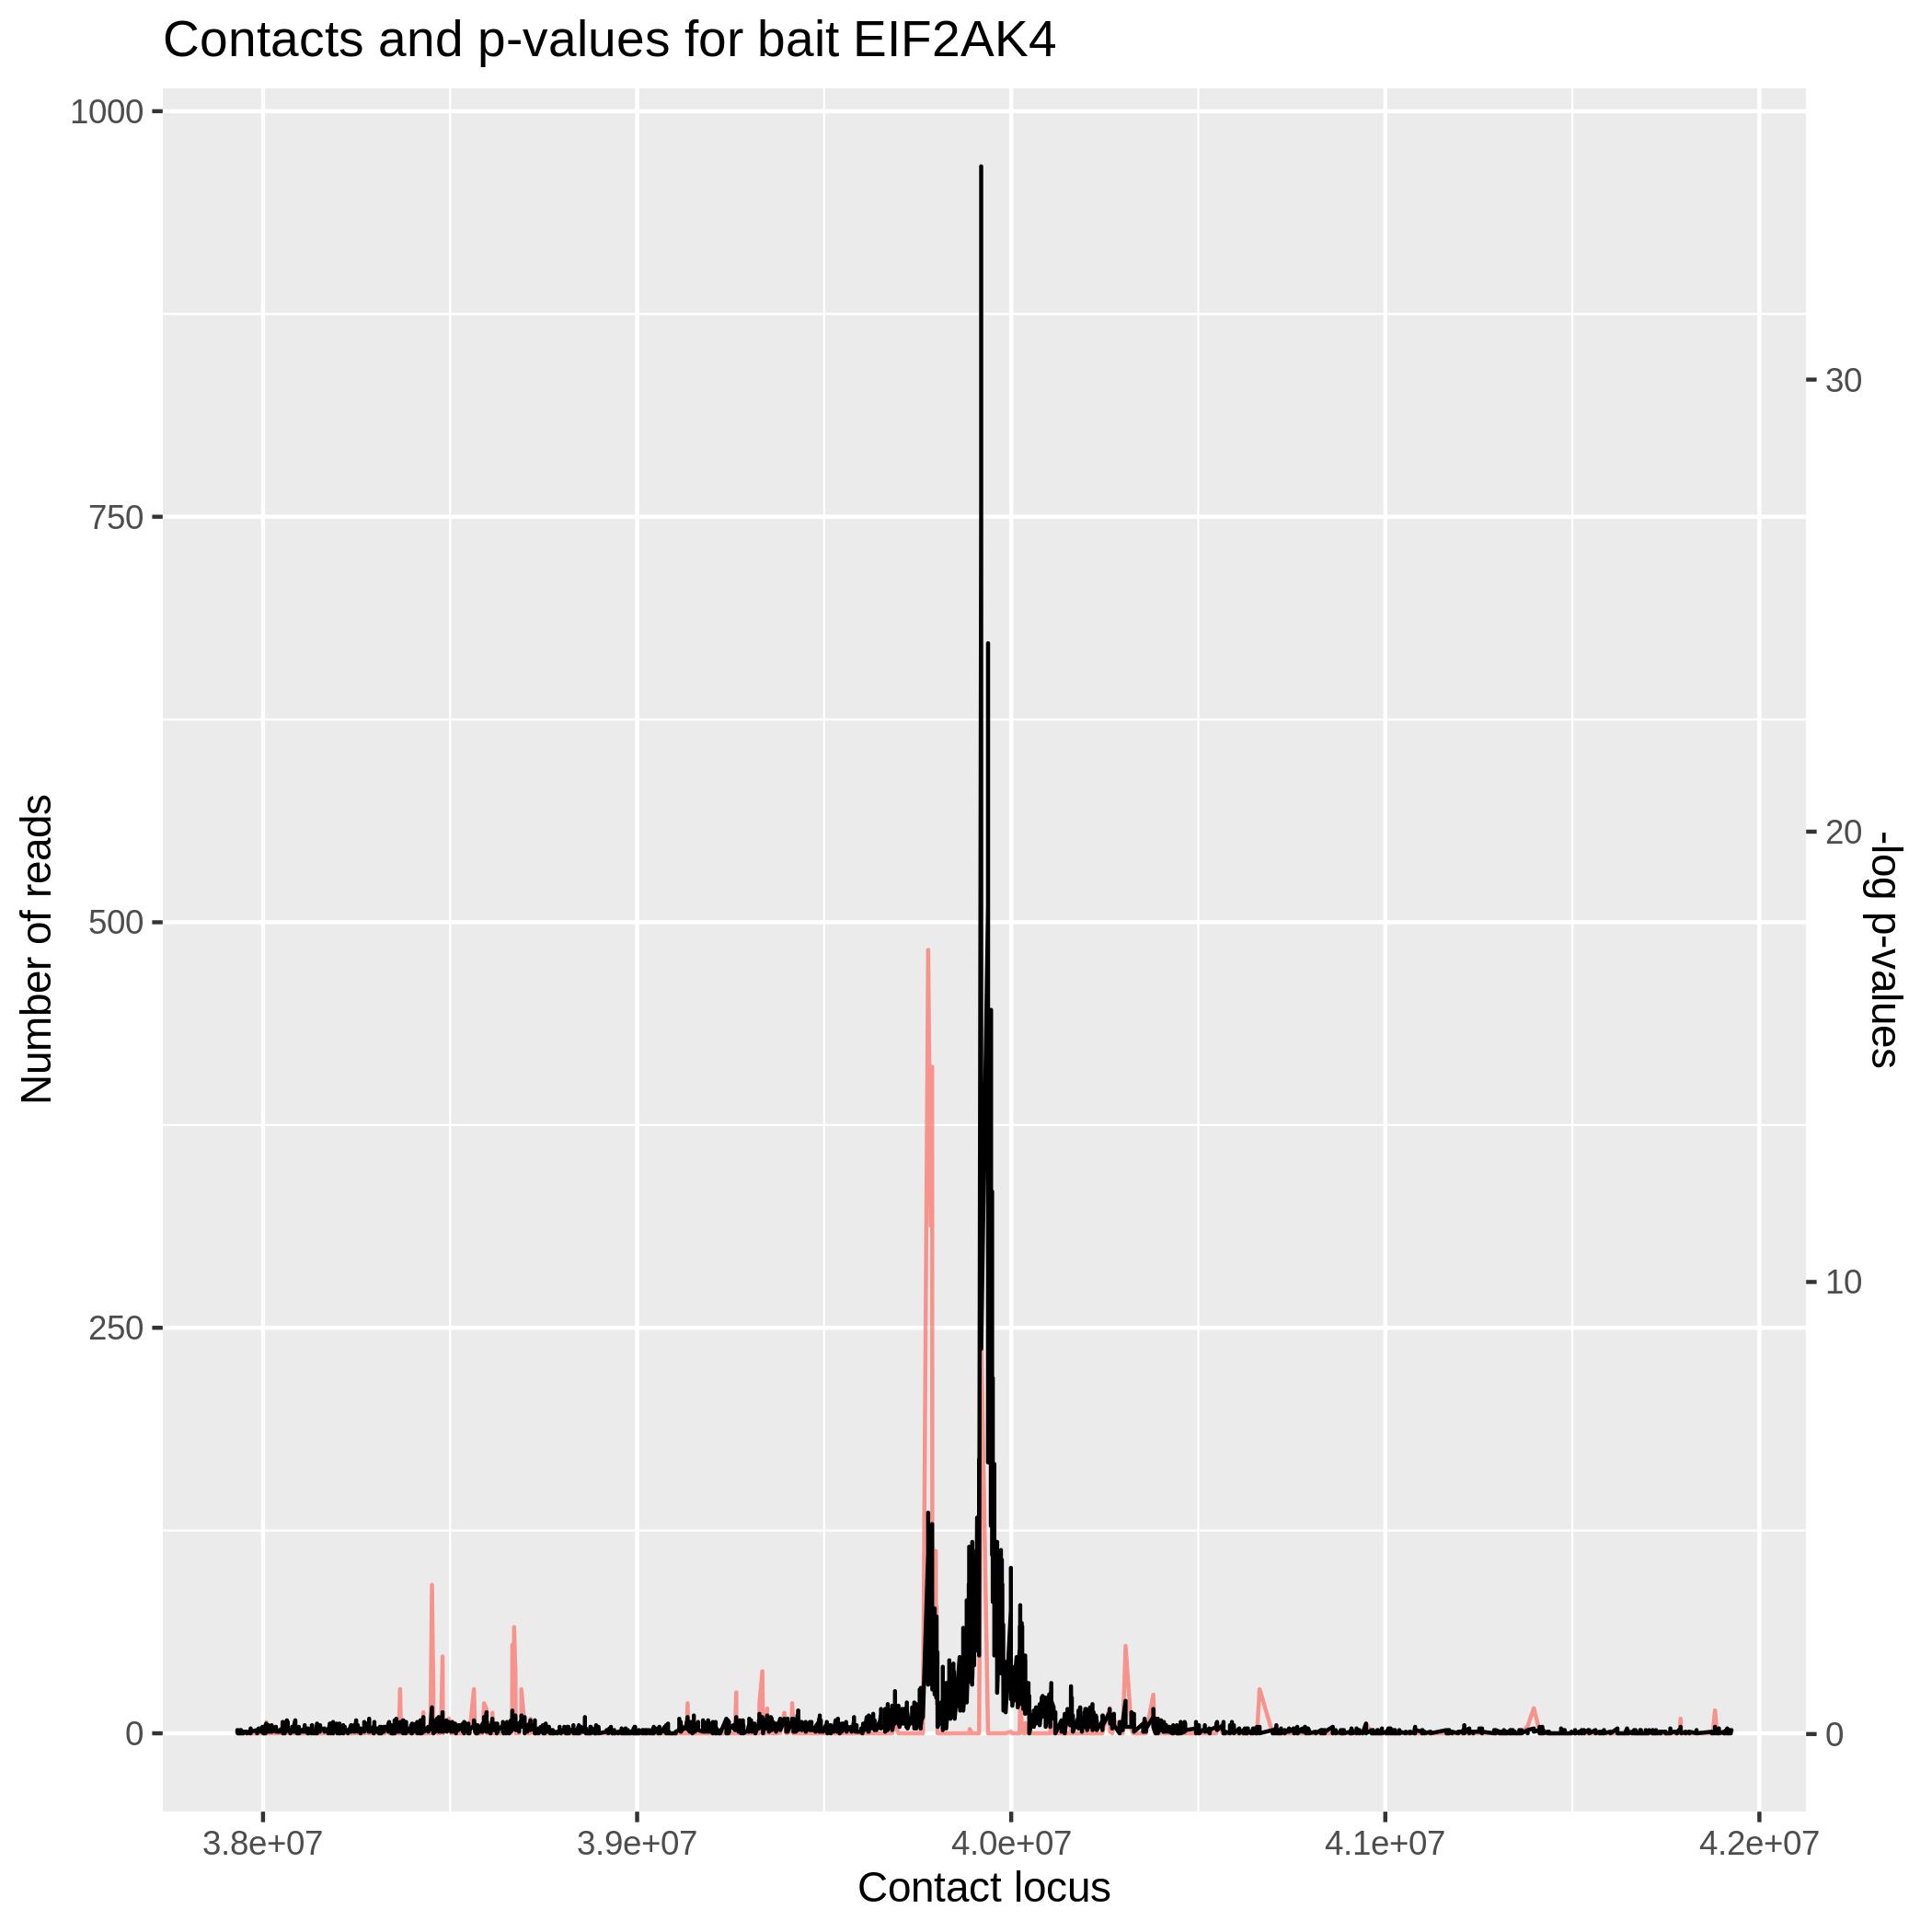 Contacts and p-values for bait EIF2AK4
1000
750
500
250
0
30
20
10
0
Number of reads
-log p-values
3.8e+07 3.9e+07 4.0e+07 4.1e+07 4.2e+07
Contact locus